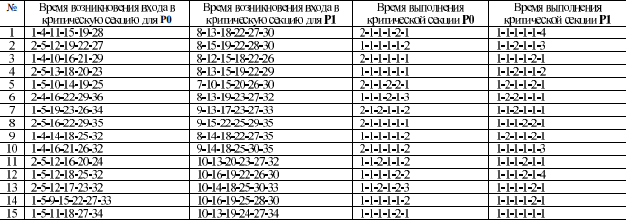 № Время возникновения входа в критическую секцию для P0 Время возникновения входа в критическую секцию для P1 Время выполнения критической секции P0 Время выполнения критической секции P1
1 1-4-11-15-19-28 8-13-18-22-27-30 2-1-1-1-2-1 1-1-1-1-1-4
2 2-5-12-19-22-27 8-15-19-22-28-30 1-1-1-1-1-2 1-1-2-1-1-3
3 1-4-10-16-21-29 8-12-15-18-22-26 2-1-1-1-1-1 1-1-1-1-1-1
4 2-5-13-18-20-23 8-13-15-19-22-29 1-1-1-1-1-1 1-1-2-1-1-2
5 1-5-10-14-19-25 7-10-15-20-26-30 2-1-1-2-2-1 1-2-1-1-1-1
6 2-4-16-22-29-36 8-13-19-23-27-32 1-1-1-2-1-3 1-2-2-1-1-1
7 1-5-19-23-26-34 9-13-17-23-27-33 2-1-2-1-1-2 1-1-2-1-1-1
8 2-5-16-22-29-35 9-15-22-25-29-35 2-1-1-1-1-1 1-1-1-2-2-1
9 1-4-14-18-25-32 8-14-18-22-27-35 1-1-1-1-1-2 1-2-1-1-2-1
10 1-4-16-21-26-32 9-14-18-25-30-35 2-1-1-1-1-2 1-1-1-1-1-3
11 2-5-12-16-20-24 10-13-20-23-27-32 1-1-2-1-1-2 1-1-1-2-1-1
12 1-5-12-18-25-32 10-16-19-22-26-30 1-1-1-1-1-2 1-1-1-2-1-4
13 2-5-12-17-23-32 10-14-18-25-30-33 1-1-2-1-2-3 1-1-1-1-1-2
14 1-5-9-15-22-27-33 10-16-19-25-28-30 2-1-1-1-1-2 1-1-2-1-1-1
15 1-5-11-18-27-34 10-13-19-24-27-34 1-1-1-1-2-1 1-1-1-1-1-1